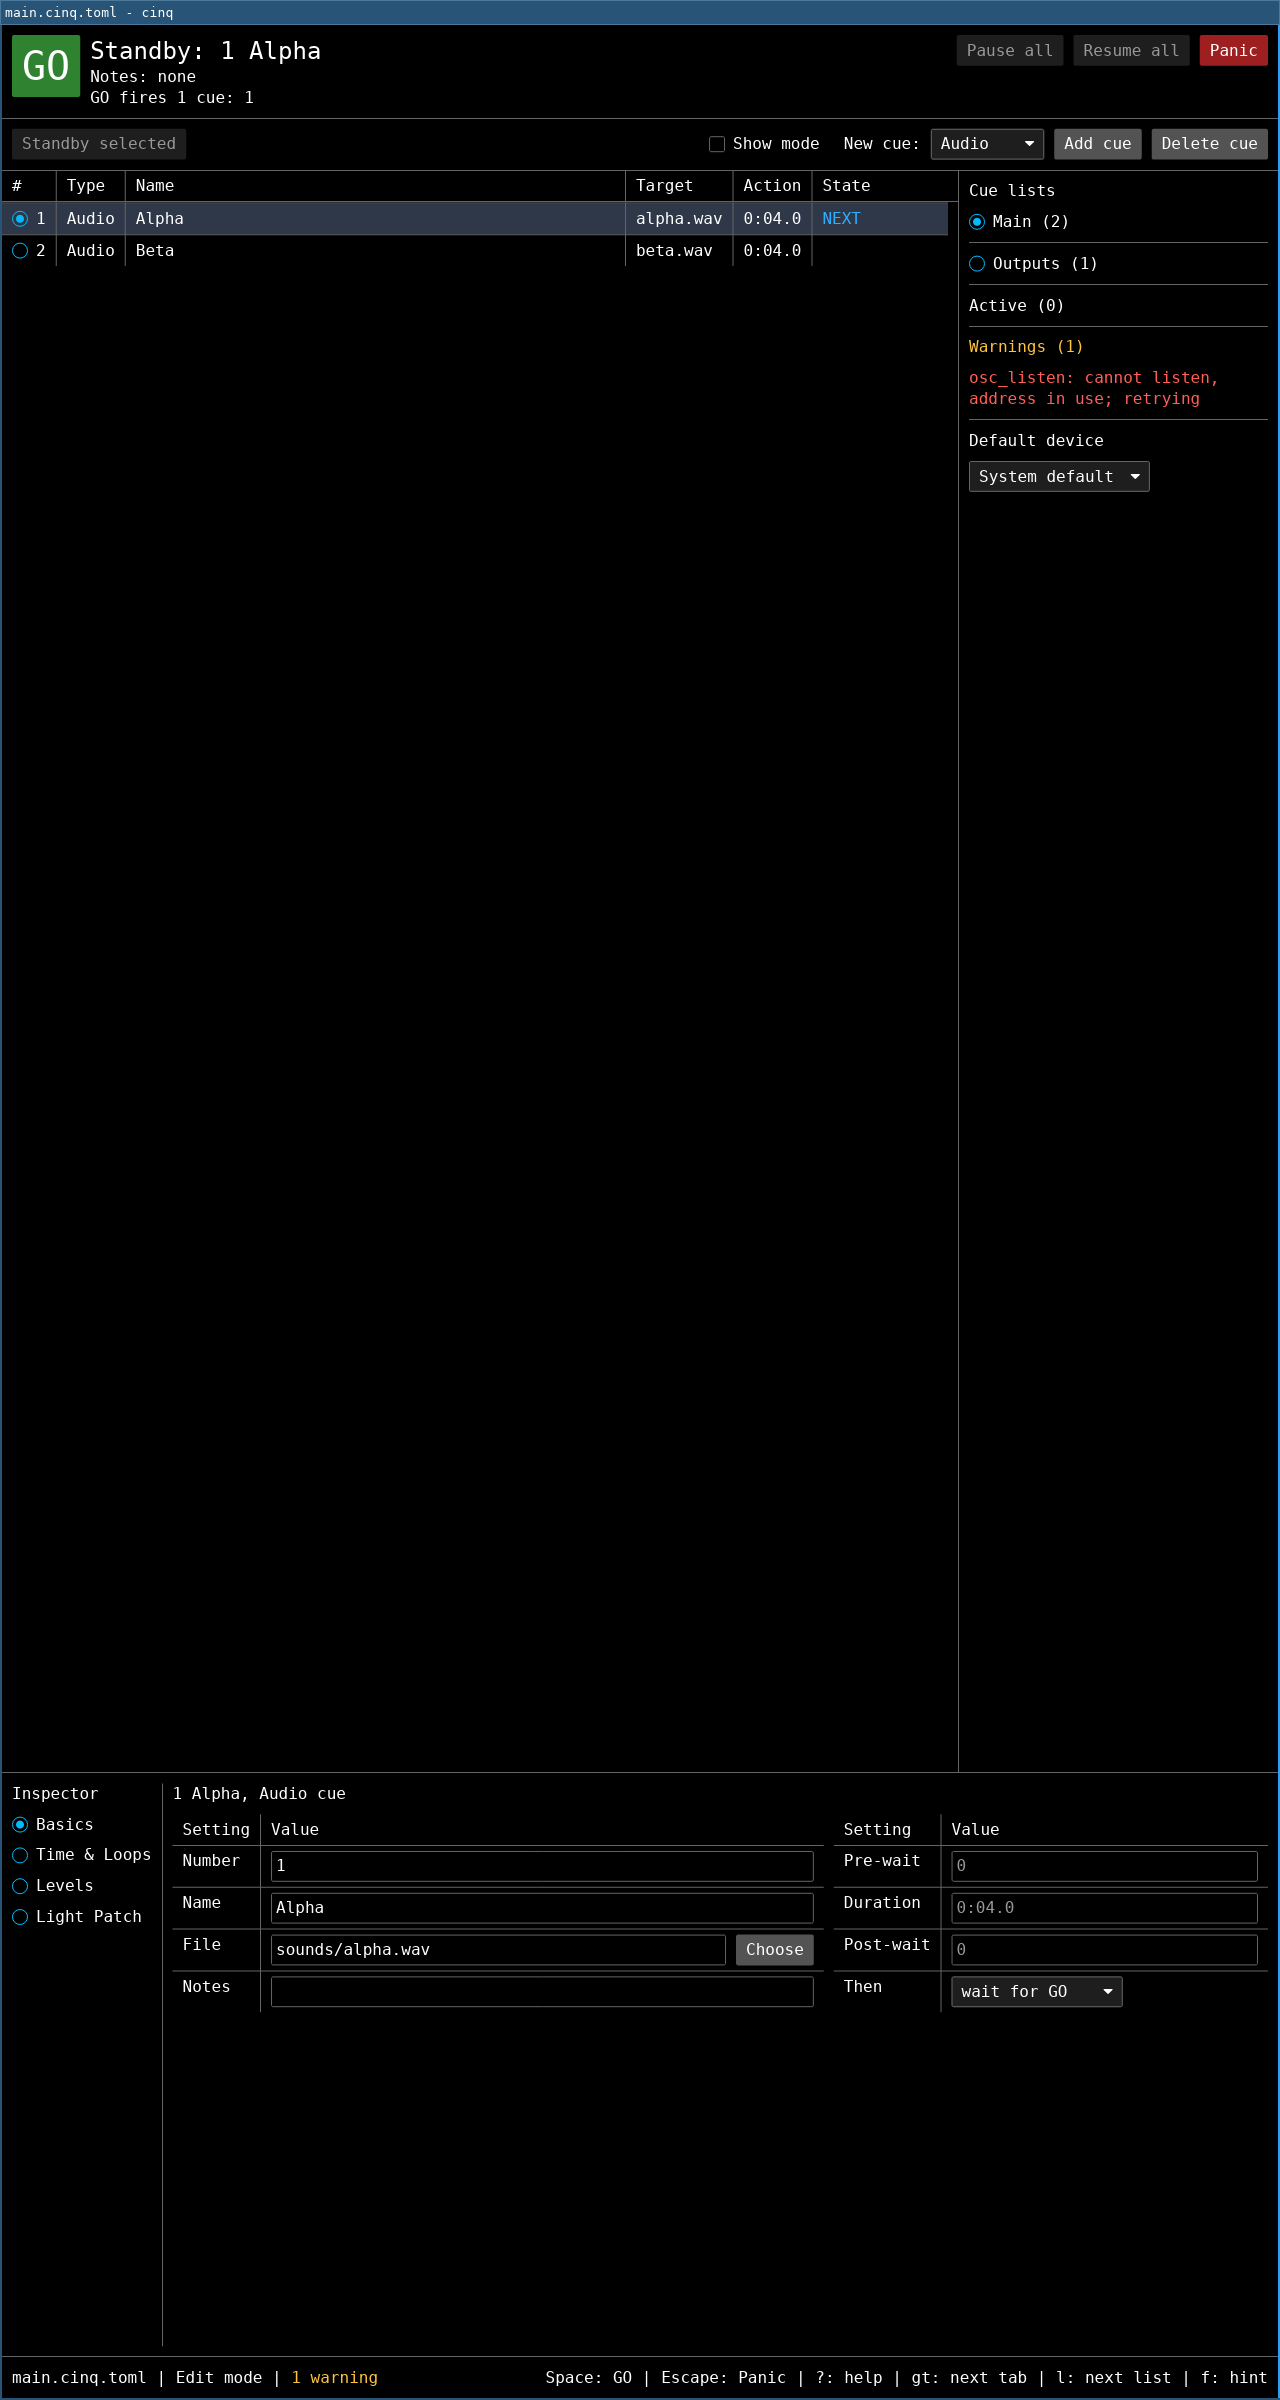 main.cinq.toml - cinq
GO
Standby: 1 Alpha
Notes: none
GO fires 1 cue: 1
Pause all
Resume all
Panic
Standby selected
Show mode
New cue:
Audio
Add cue
Delete cue
# Type Name Target Action State
1 Audio Alpha alpha.wav 0:04.0 NEXT
2 Audio Beta beta.wav 0:04.0
Cue lists
Main (2)
Outputs (1)
Active (0)
Warnings (1)
osc_listen: cannot listen,
address in use; retrying
Default device
System default
Inspector
Basics
Time & Loops
Levels
Light Patch
1 Alpha, Audio cue
Setting Value
Number 1
Name Alpha
File sounds/alpha.wav Choose
Notes
Setting Value
Pre-wait 0
Duration 0:04.0
Post-wait 0
Then wait for GO
main.cinq.toml | Edit mode | 1 warning
Space: GO | Escape: Panic | ?: help | gt: next tab | l: next list | f: hint